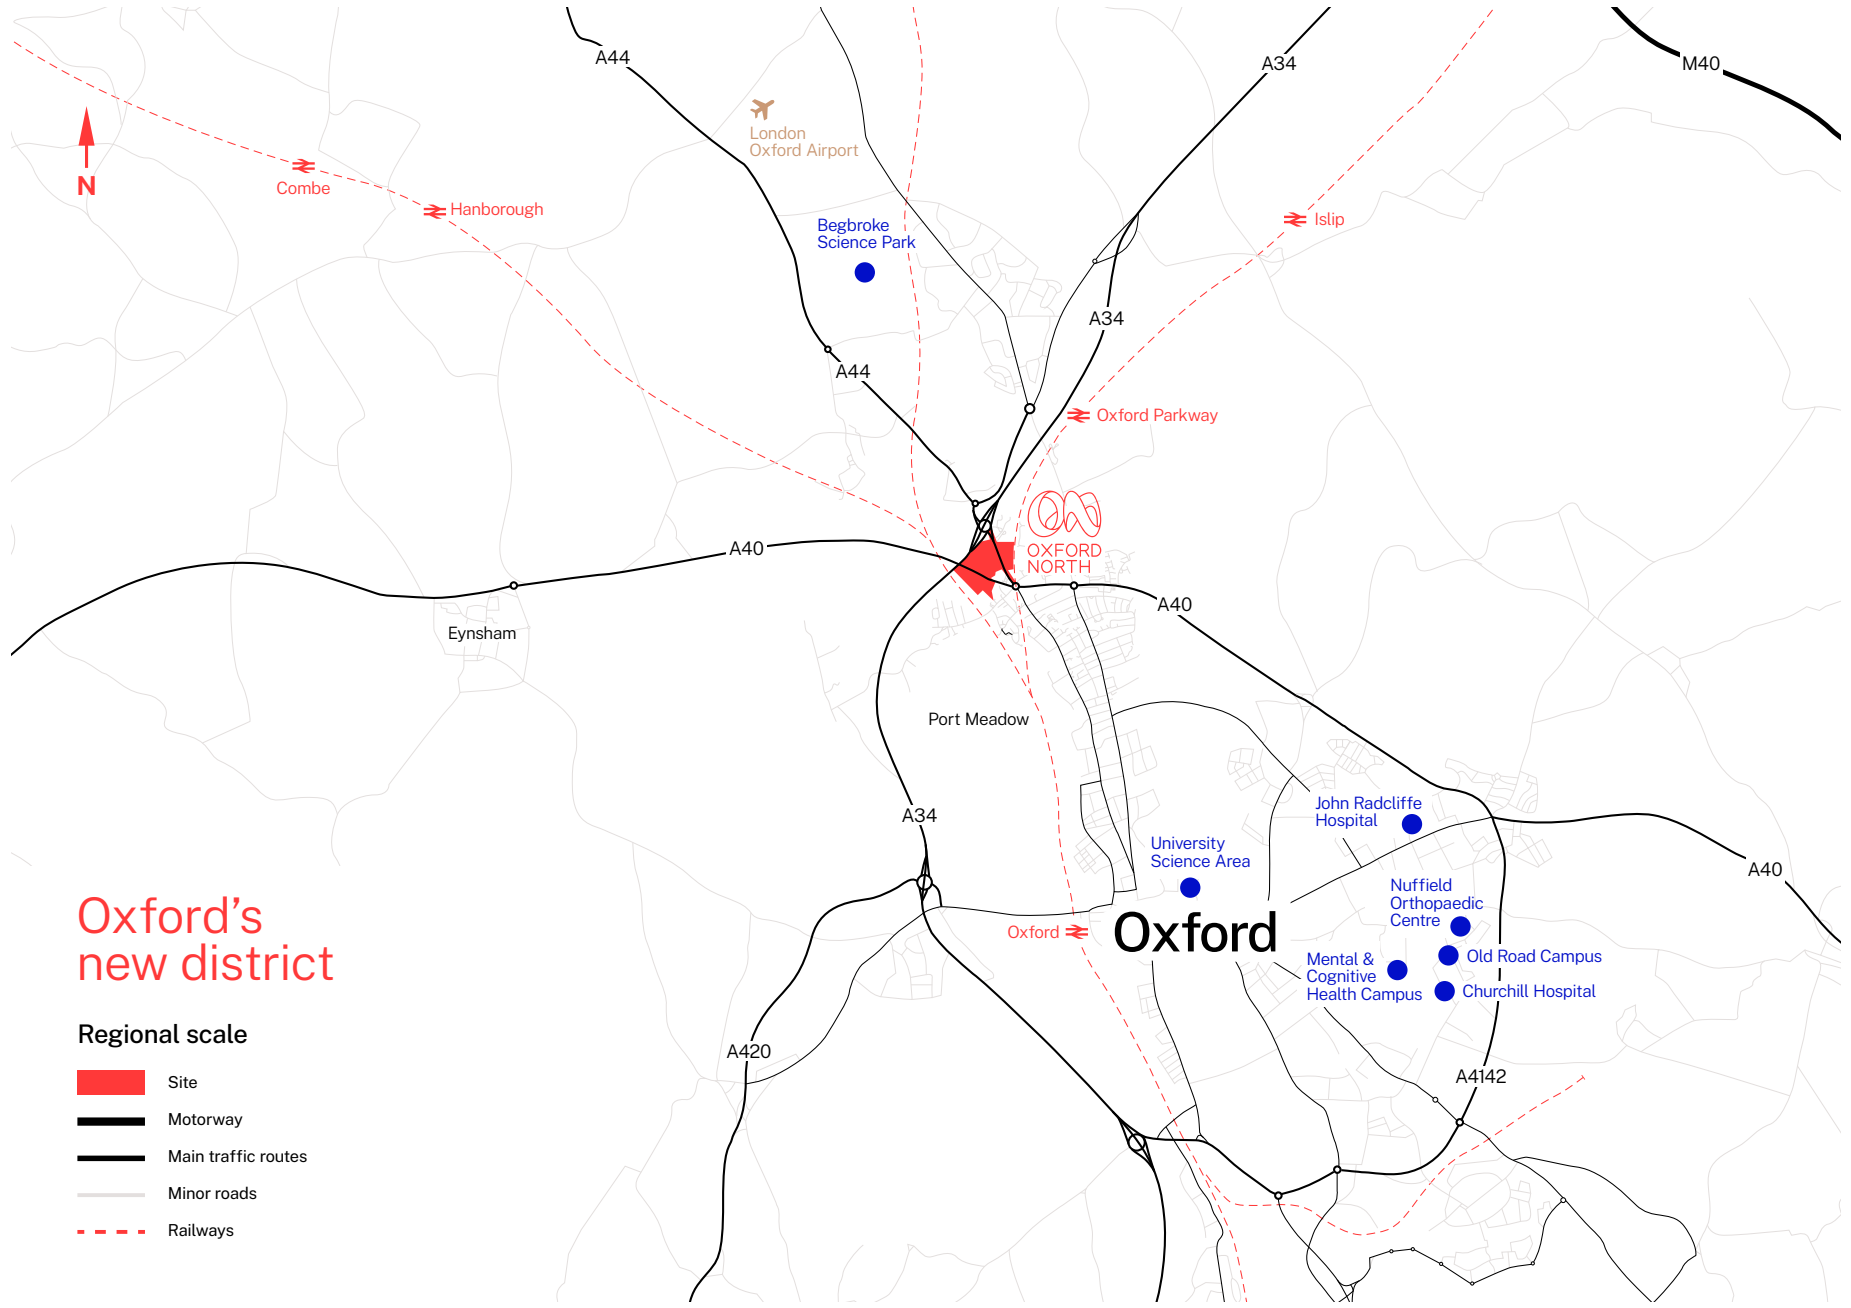 A44
A34
M40
London
Oxford Airport
N
Combe
Hanborough
Begbroke
Science Park
Islip
A34
A44
Oxford Parkway
ON
OXFORD
NORTH
A40
A40
Eynsham
Port Meadow
A34
John Radcliffe
Hospital
University
Science Area
A40
Nuffield
Orthopaedic
Centre
Oxford
Oxford
Old Road Campus
Mental &
Cognitive
Health Campus
Churchill Hospital
A420
A4142
Oxford’s
new district
Regional scale
Site
Motorway
Main traffic routes
Minor roads
Railways